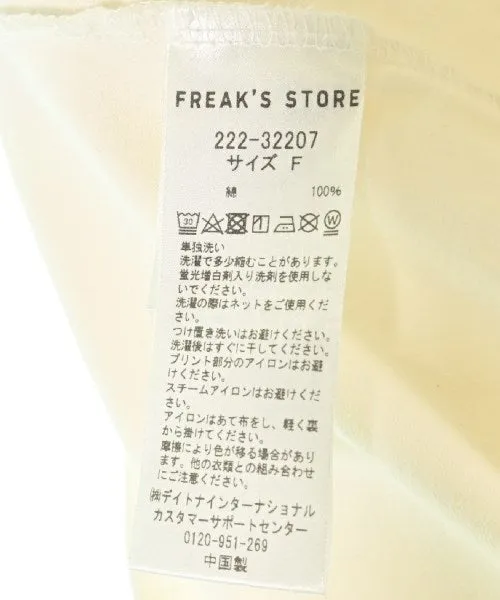 FREAK'S STORE
222-32207
サイズ F
綿 100%
30
W
単独洗い
洗濯で多少縮むことがあります。
蛍光増白剤入り洗剤を使用しな
いでください。
洗濯の際はネットをご使用くだ
さい。
つけ置き洗いはお避けください。
洗濯後はすぐに干してください。
プリント部分のアイロンはお避
けください。
スチームアイロンはお避けくだ
さい。
アイロンはあて布をし、軽く裏
から掛けてください。
摩擦により色が移る場合があり
ます。他の衣類との組み合わせ
にご注意ください。
㈱デイトナインターナショナル
カスタマーサポートセンター
0120-951-269
中国製